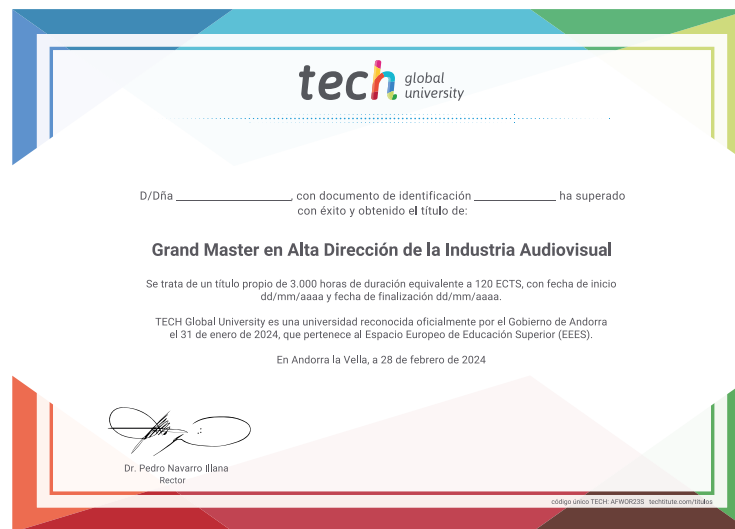 tech global university
D/Dña ______________, con documento de identificación __________ ha superado
con éxito y obtenido el título de:
Grand Master en Alta Dirección de la Industria Audiovisual
Se trata de un título propio de 3.000 horas de duración equivalente a 120 ECTS, con fecha de inicio
dd/mm/aaaa y fecha de finalización dd/mm/aaaa.
TECH Global University es una universidad reconocida oficialmente por el Gobierno de Andorra
el 31 de enero de 2024, que pertenece al Espacio Europeo de Educación Superior (EEES).
En Andorra la Vella, a 28 de febrero de 2024
Dr. Pedro Navarro Illana
Rector
código único TECH: AFWOR23S techtitute.com/titulos